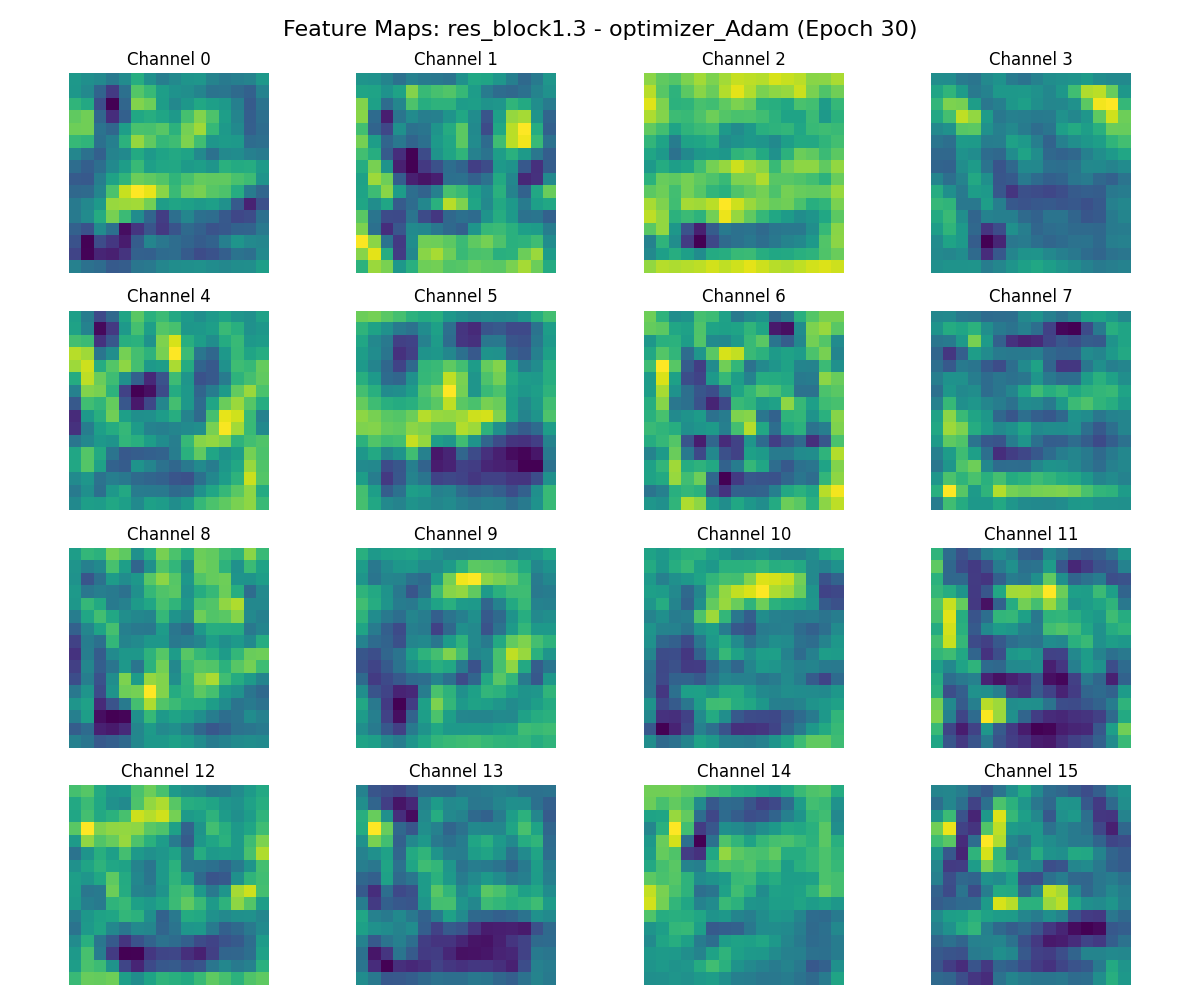 Feature Maps: res_block1.3 - optimizer_Adam (Epoch 30)
Channel 0
Channel 1
Channel 2
Channel 3
Channel 4
Channel 5
Channel 6
Channel 7
Channel 8
Channel 9
Channel 10
Channel 11
Channel 12
Channel 13
Channel 14
Channel 15